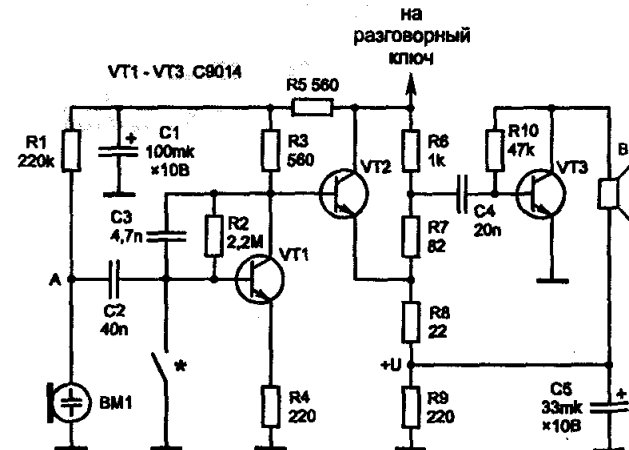 на
разговорный
ключ
VT1 - VT3 C9014
R5 560
R1
220k
C1
100mk
×10В
+
R3
560
VT2
R6
1k
R10
47k
VT3
B
C3
4,7n
R2
2,2M
VT1
C4
20n
R7
82
A
C2
40n
*
R8
22
+U
BM1
R4
220
R9
220
C5
33mk
×10В
+